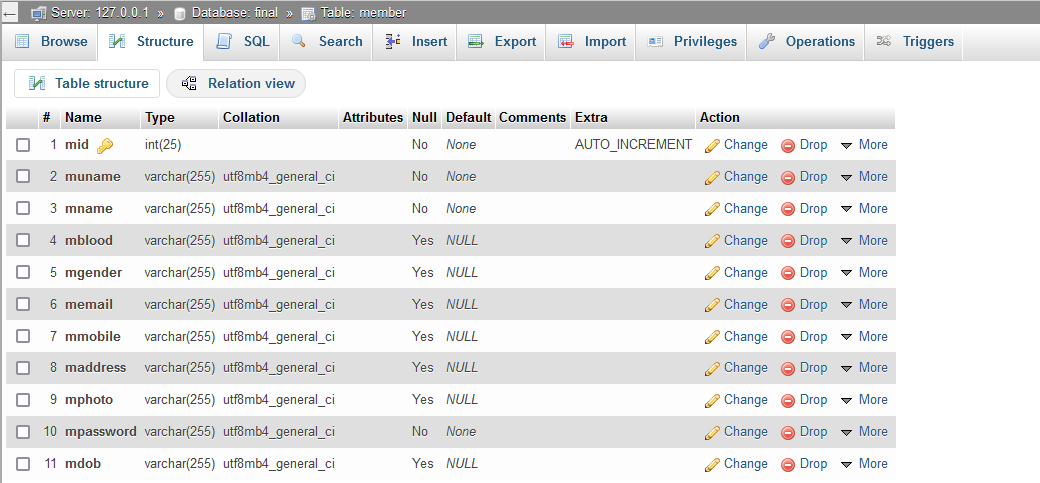 ← Server: 127.0.0.1 » Database: final » Table: member
Browse Structure SQL Search Insert Export Import Privileges Operations Triggers
Table structure Relation view
# Name Type Collation Attributes Null Default Comments Extra Action
1 mid int(25) No None AUTO_INCREMENT Change Drop More
2 muname varchar(255) utf8mb4_general_ci No None Change Drop More
3 mname varchar(255) utf8mb4_general_ci No None Change Drop More
4 mblood varchar(255) utf8mb4_general_ci Yes NULL Change Drop More
5 mgender varchar(255) utf8mb4_general_ci Yes NULL Change Drop More
6 memail varchar(255) utf8mb4_general_ci Yes NULL Change Drop More
7 mmobile varchar(255) utf8mb4_general_ci Yes NULL Change Drop More
8 maddress varchar(255) utf8mb4_general_ci Yes NULL Change Drop More
9 mphoto varchar(255) utf8mb4_general_ci Yes NULL Change Drop More
10 mpassword varchar(255) utf8mb4_general_ci No None Change Drop More
11 mdob varchar(255) utf8mb4_general_ci Yes NULL Change Drop More